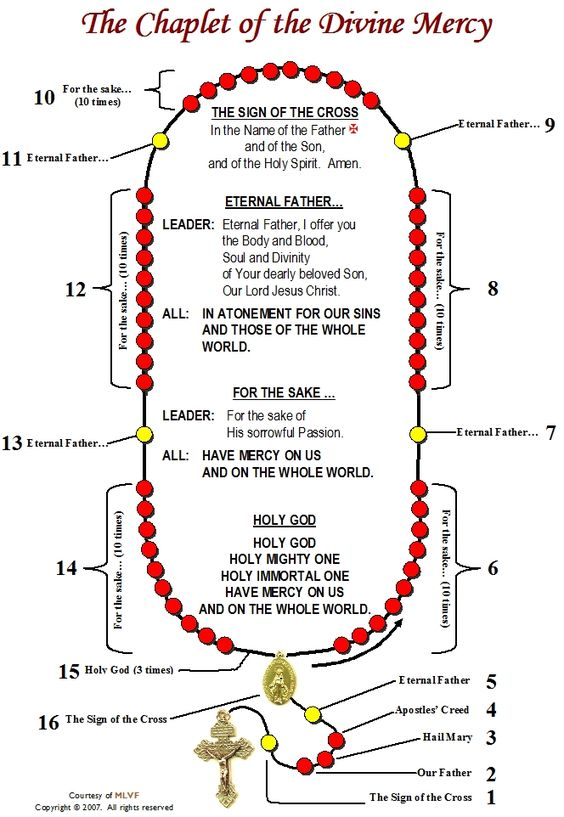 The Chaplet of the Divine Mercy
10 For the sake...
(10 times)
THE SIGN OF THE CROSS
In the Name of the Father ✠
and of the Son,
and of the Holy Spirit. Amen.
Eternal Father... 9
11 Eternal Father...
ETERNAL FATHER...
LEADER: Eternal Father, I offer you
the Body and Blood,
Soul and Divinity
of Your dearly beloved Son,
Our Lord Jesus Christ.
ALL: IN ATONEMENT FOR OUR SINS
AND THOSE OF THE WHOLE
WORLD.
12 For the sake... (10 times)
For the sake... (10 times) 8
FOR THE SAKE ...
LEADER: For the sake of
His sorrowful Passion.
ALL: HAVE MERCY ON US
AND ON THE WHOLE WORLD.
13 Eternal Father...
Eternal Father... 7
HOLY GOD
HOLY GOD
HOLY MIGHTY ONE
HOLY IMMORTAL ONE
HAVE MERCY ON US
AND ON THE WHOLE WORLD.
14 For the sake... (10 times)
For the sake... (10 times) 6
15 Holy God (3 times)
Eternal Father 5
16 The Sign of the Cross
Apostles' Creed 4
Hail Mary 3
Our Father 2
The Sign of the Cross 1
Courtesy of MLVF
Copyright © 2007. All rights reserved